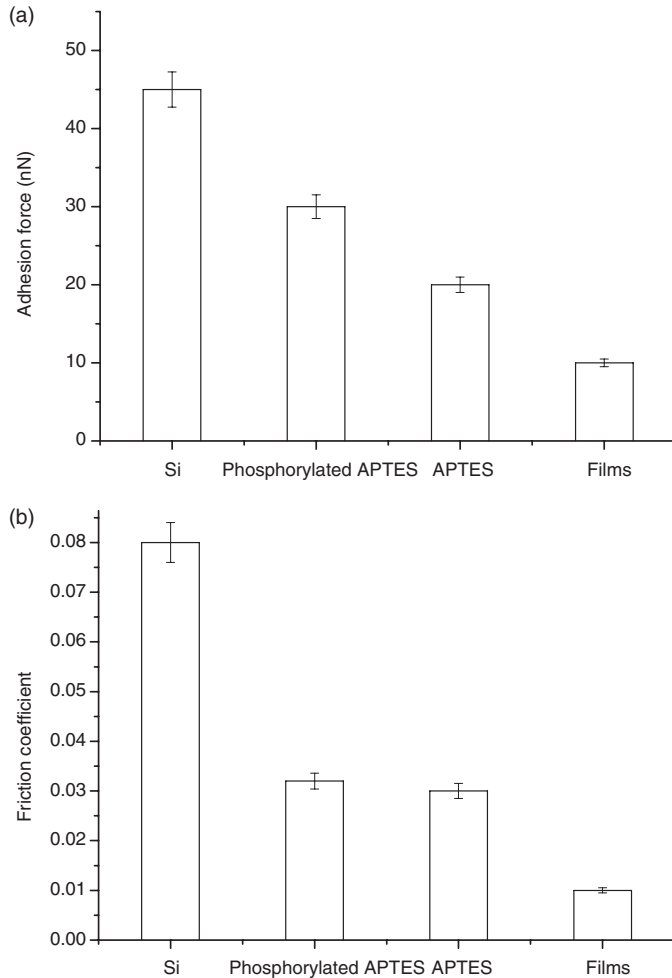 (a)
Adhesion force (nN)
50
40
30
20
10
0
Si Phosphorylated APTES APTES Films
(b)
Friction coefficient
0.08
0.07
0.06
0.05
0.04
0.03
0.02
0.01
0.00
Si Phosphorylated APTES APTES Films